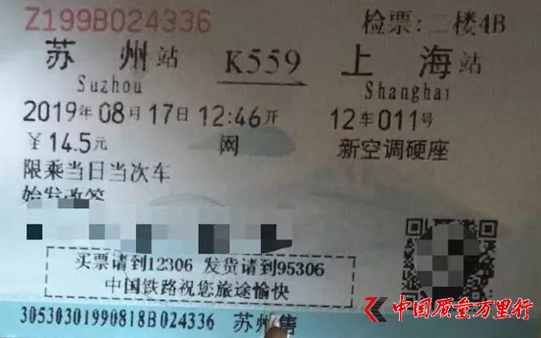 Z199B024336 检票:二楼4B
苏州站 K559 上海站
Suzhou Shanghai
2019年08月17日12:46开 12车011号
￥14.5元 网 新空调硬座
限乘当日当次车
始发改签
买票请到12306 发货请到95306
中国铁路祝您旅途愉快
30530301990818B024336 苏州售
中国质量万里行